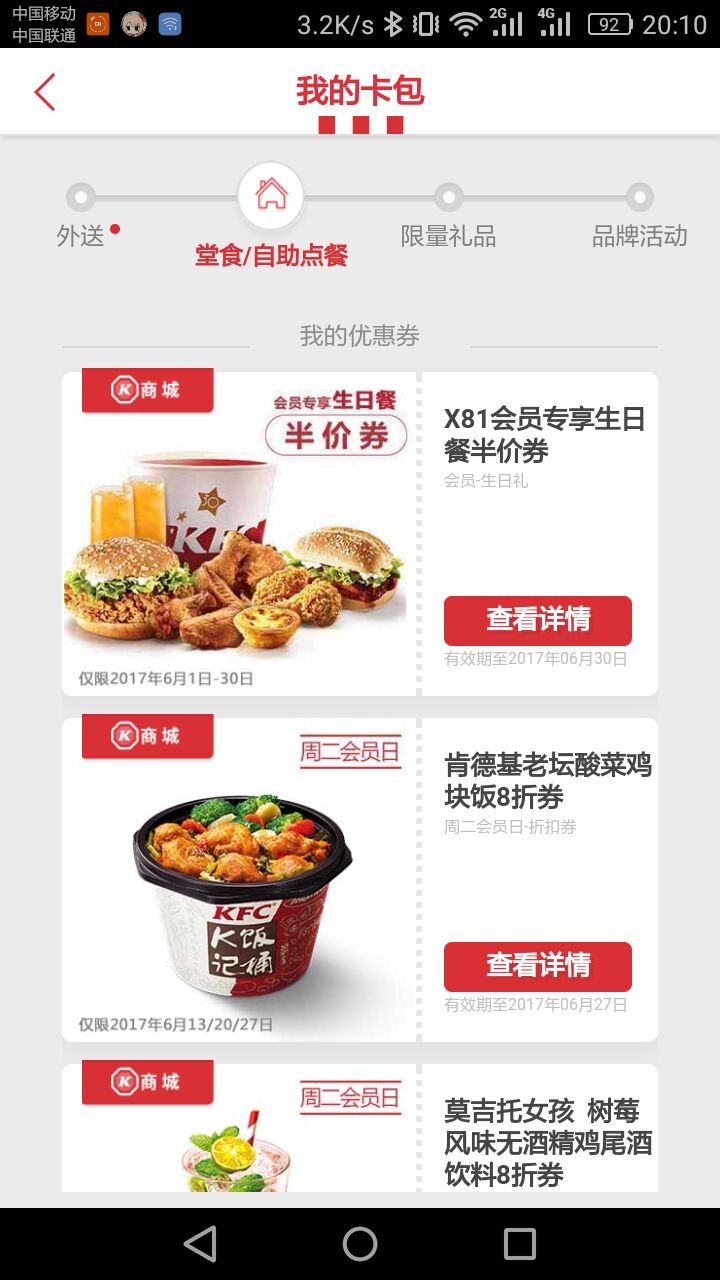 中国移动
中国联通
3.2K/s
2G
4G
92
20:10
我的卡包
外送
堂食/自助点餐
限量礼品
品牌活动
我的优惠券
K商城
会员专享生日餐
半价券
50
KFC
仅限2017年6月1日-30日
X81会员专享生日
餐半价券
会员-生日礼
查看详情
有效期至2017年06月30日
K商城
周二会员日
KFC
K饭
记桶
仅限2017年6月13/20/27日
肯德基老坛酸菜鸡
块饭8折券
周二会员日-折扣券
查看详情
有效期至2017年06月27日
K商城
周二会员日
莫吉托女孩 树莓
风味无酒精鸡尾酒
饮料8折券